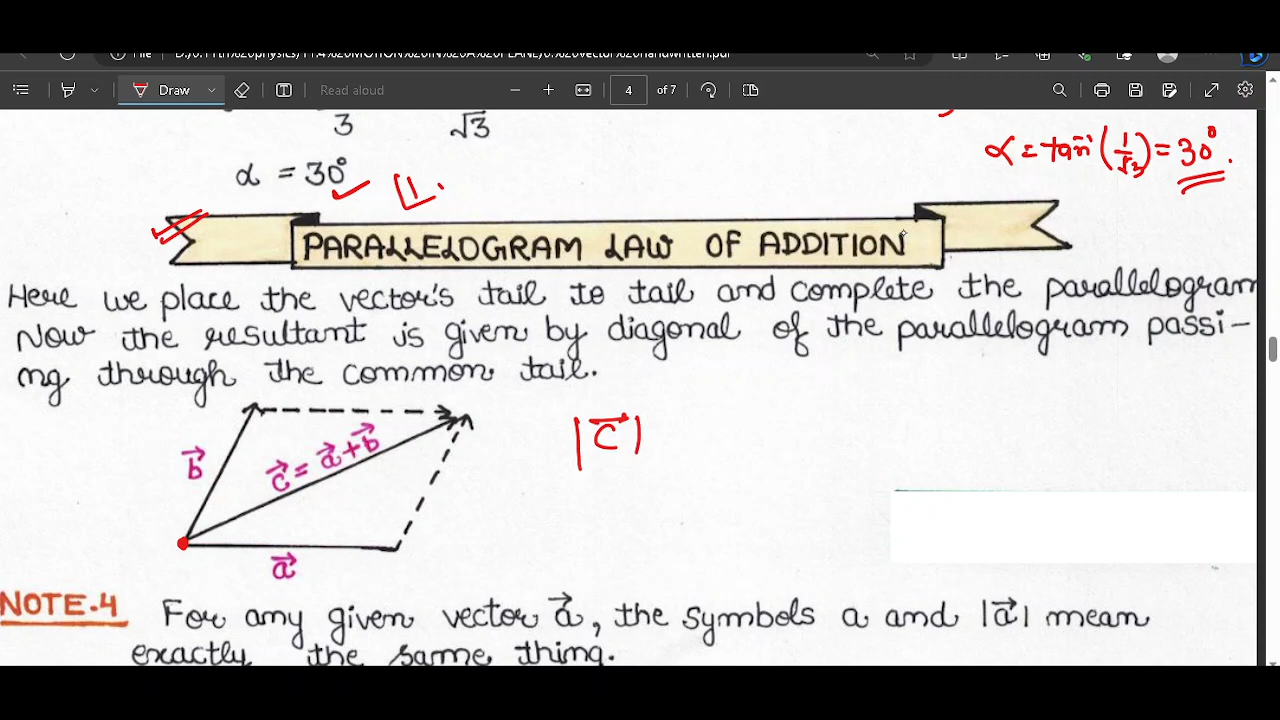 Draw
Read aloud
4 of 7
3 √3
α = tan⁻¹(1/√3) = 30°.
α = 30°
PARALLELOGRAM LAW OF ADDITION
Here we place the vector's tail to tail and complete the parallelogram
Now the resultant is given by diagonal of the parallelogram passi-
ng through the common tail.
b⃗
c⃗ = a⃗ + b⃗
|c⃗|
a⃗
NOTE.4 For any given vector a⃗, the symbols a and |a⃗| mean
exactly the same thing.